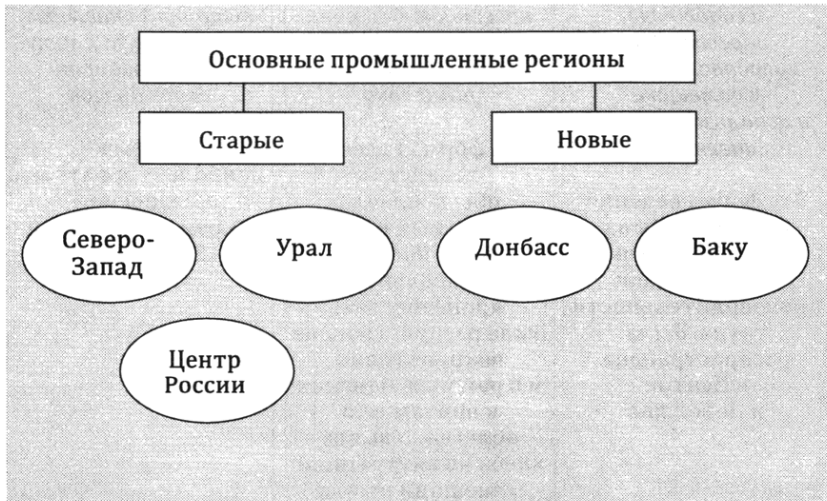 Основные промышленные регионы
Старые
Новые
Северо-
Запад
Урал
Донбасс
Баку
Центр
России